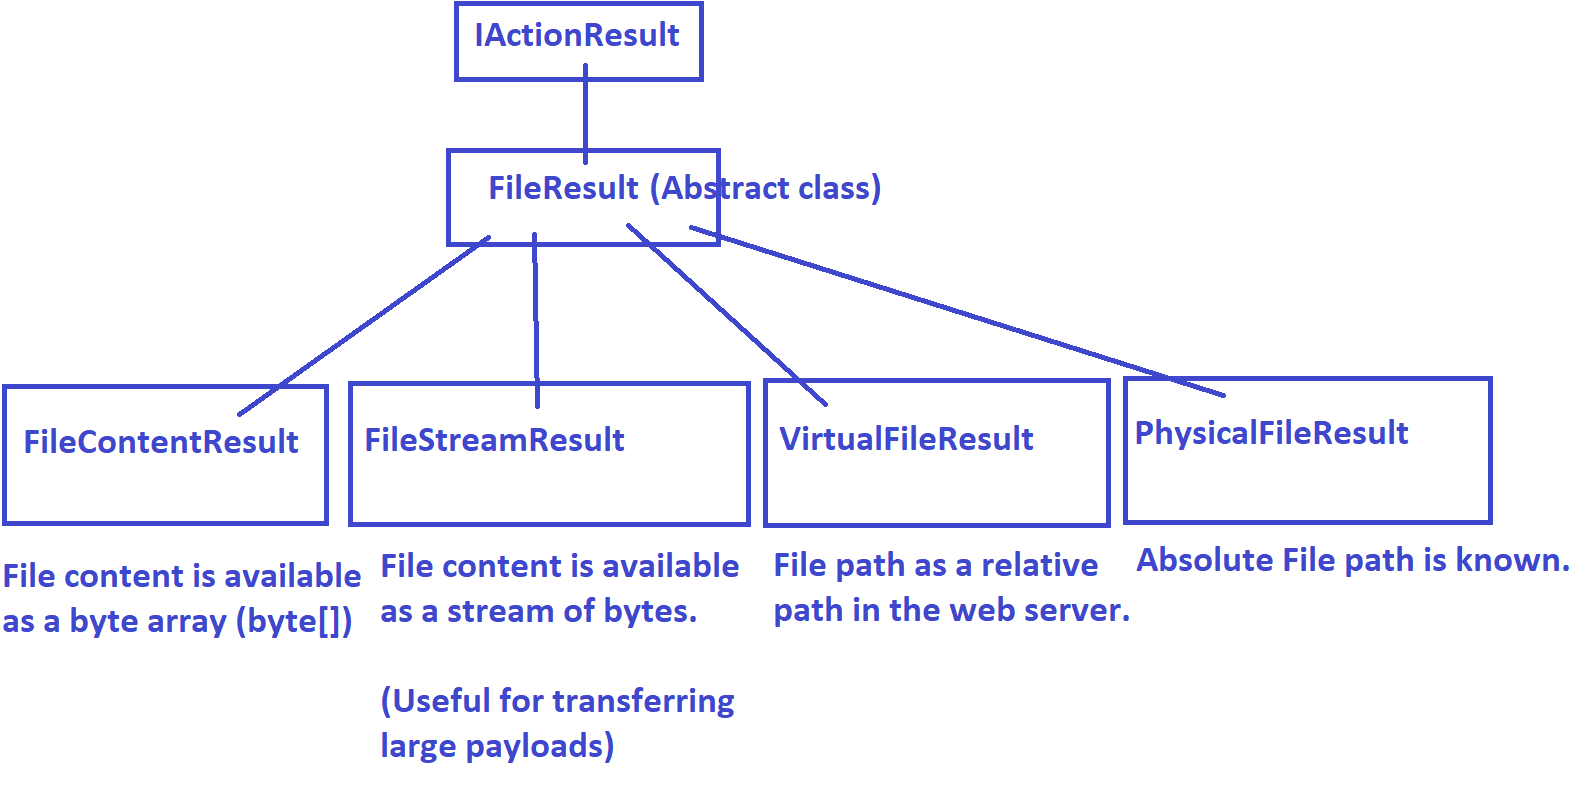 IActionResult
FileResult (Abstract class)
FileContentResult
FileStreamResult
VirtualFileResult
PhysicalFileResult
File content is available
as a byte array (byte[])
File content is available
as a stream of bytes.
(Useful for transferring
large payloads)
File path as a relative
path in the web server.
Absolute File path is known.